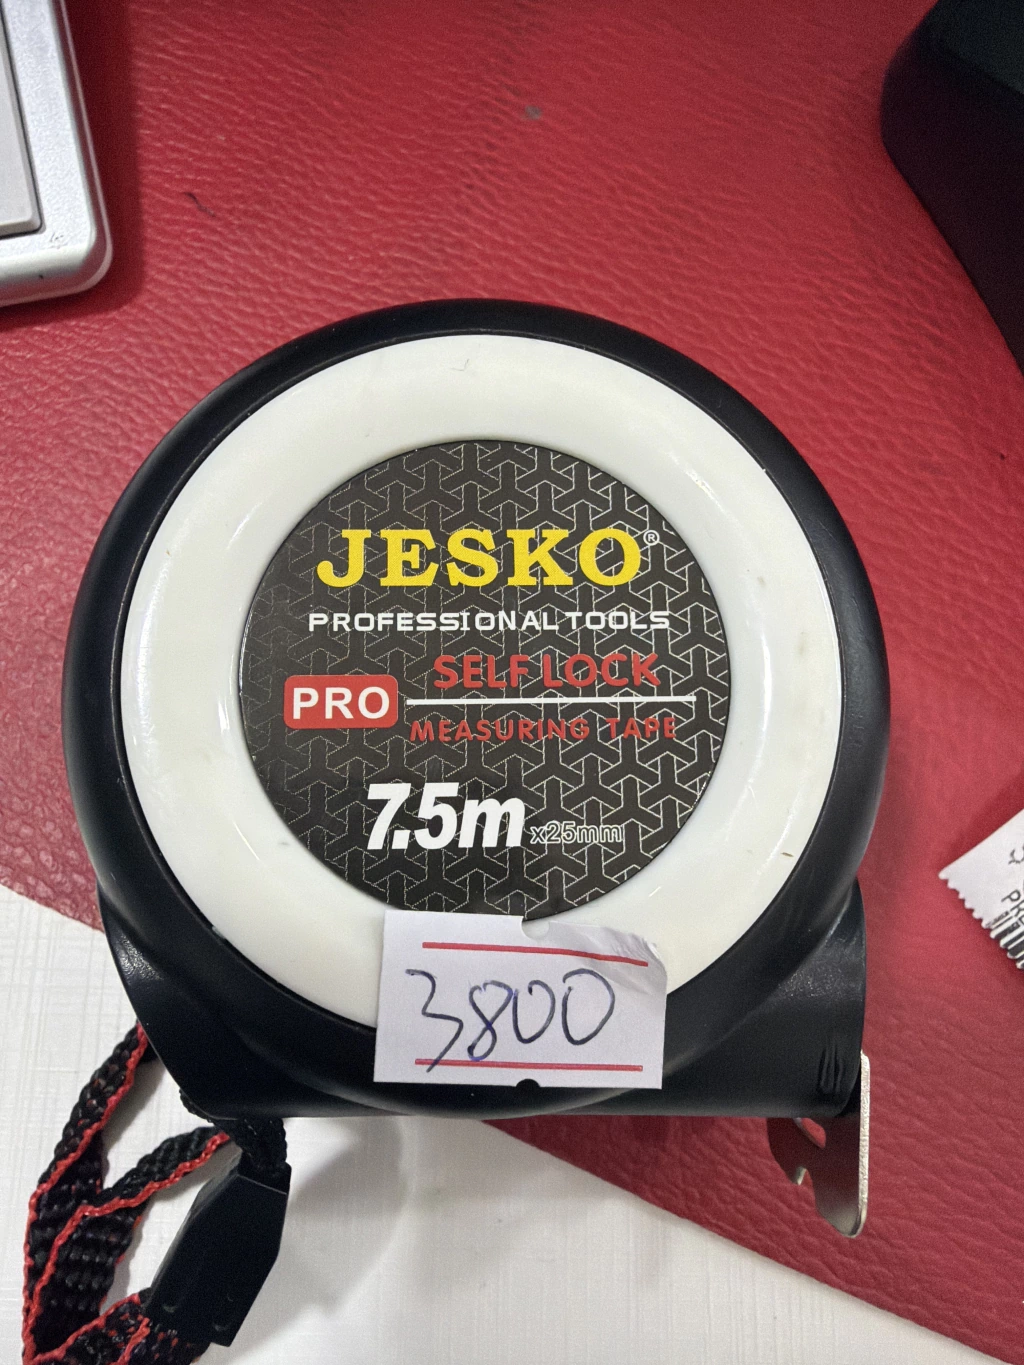 JESKO®
PROFESSIONAL TOOLS
PRO
SELF LOCK
MEASURING TAPE
7.5m x25mm
3800